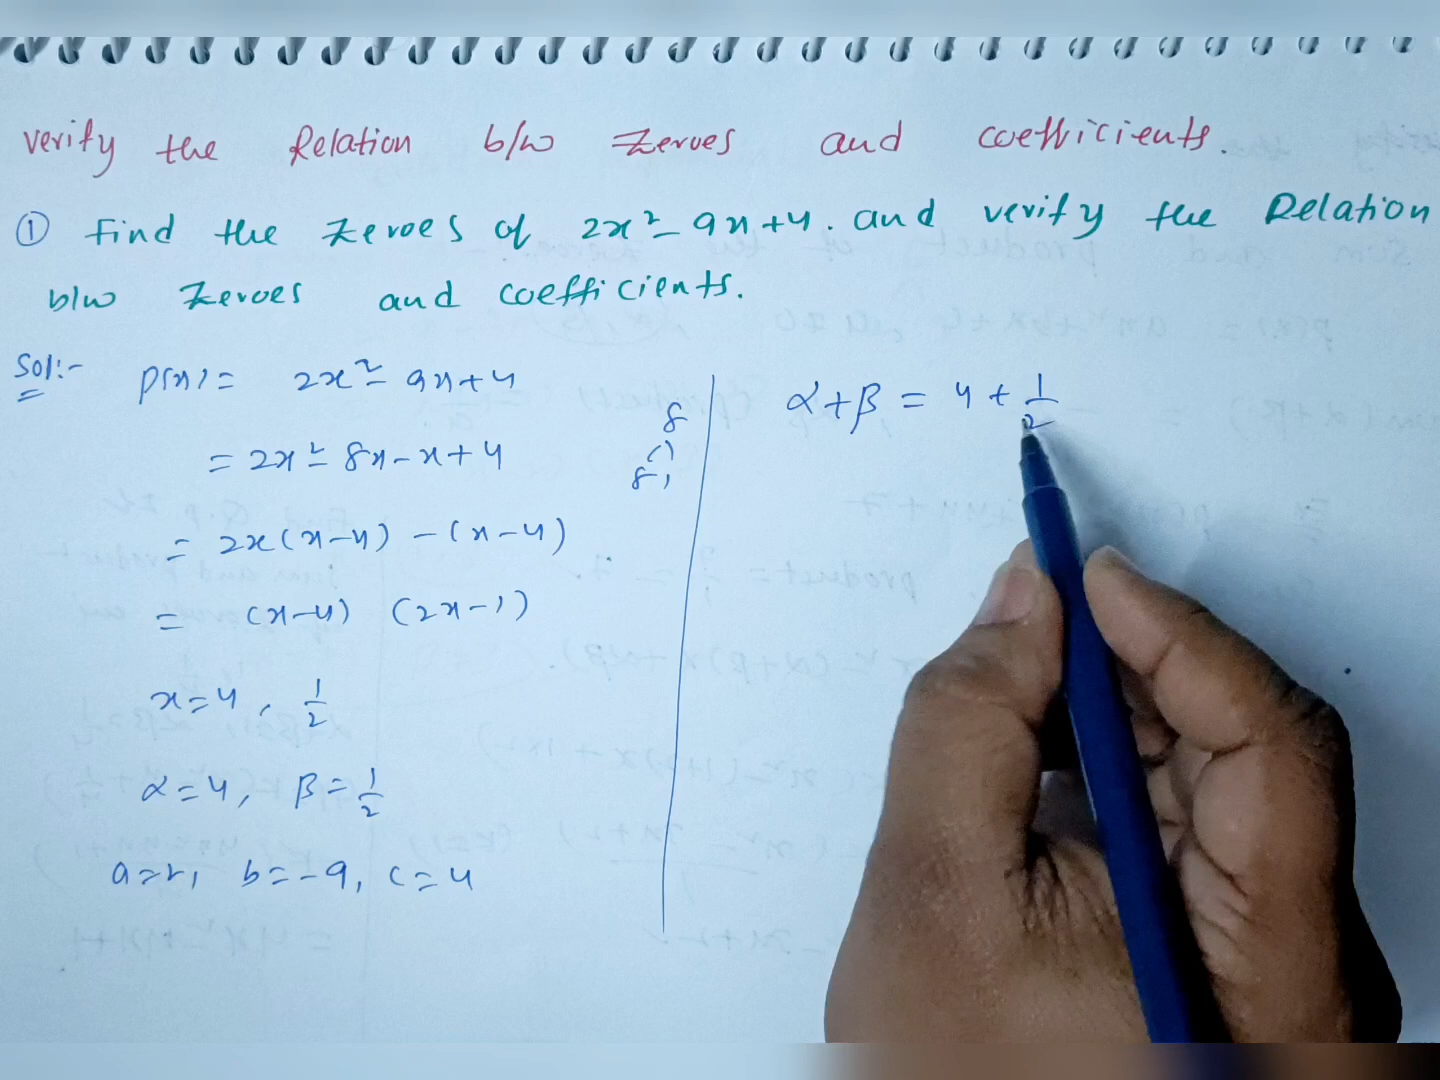 verify the Relation b/w zeroes and coefficients.
① Find the zeroes of 2x² - 9x + 4. and verify the Relation
b/w zeroes and coefficients.
Sol:- p(x) = 2x² - 9x + 4
= 2x² - 8x - x + 4
8
8,
= 2x(x-4) - (x-4)
= (x-4) (2x-1)
x = 4, 1/2
α = 4, β = 1/2
a = 2, b = -9, c = 4
α + β = 4 + 1/2